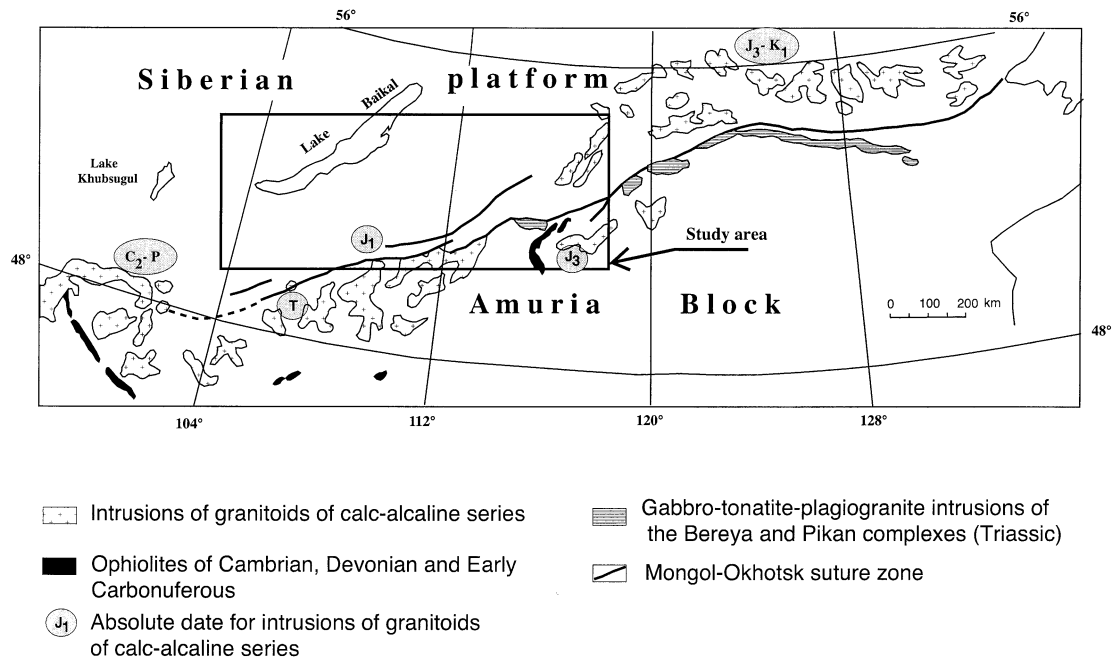 56°
56°
J3-K1
Siberian platform
Lake Baikal
Lake
Khubsugul
J1
Study area
C2-P
J3
48°
T
Amuria Block
0 100 200 km
48°
104°
112°
120°
128°
Intrusions of granitoids of calc-alcaline series
Ophiolites of Cambrian, Devonian and Early
Carbonuferous
J1
Absolute date for intrusions of granitoids
of calc-alcaline series
Gabbro-tonatite-plagiogranite intrusions of
the Bereya and Pikan complexes (Triassic)
Mongol-Okhotsk suture zone